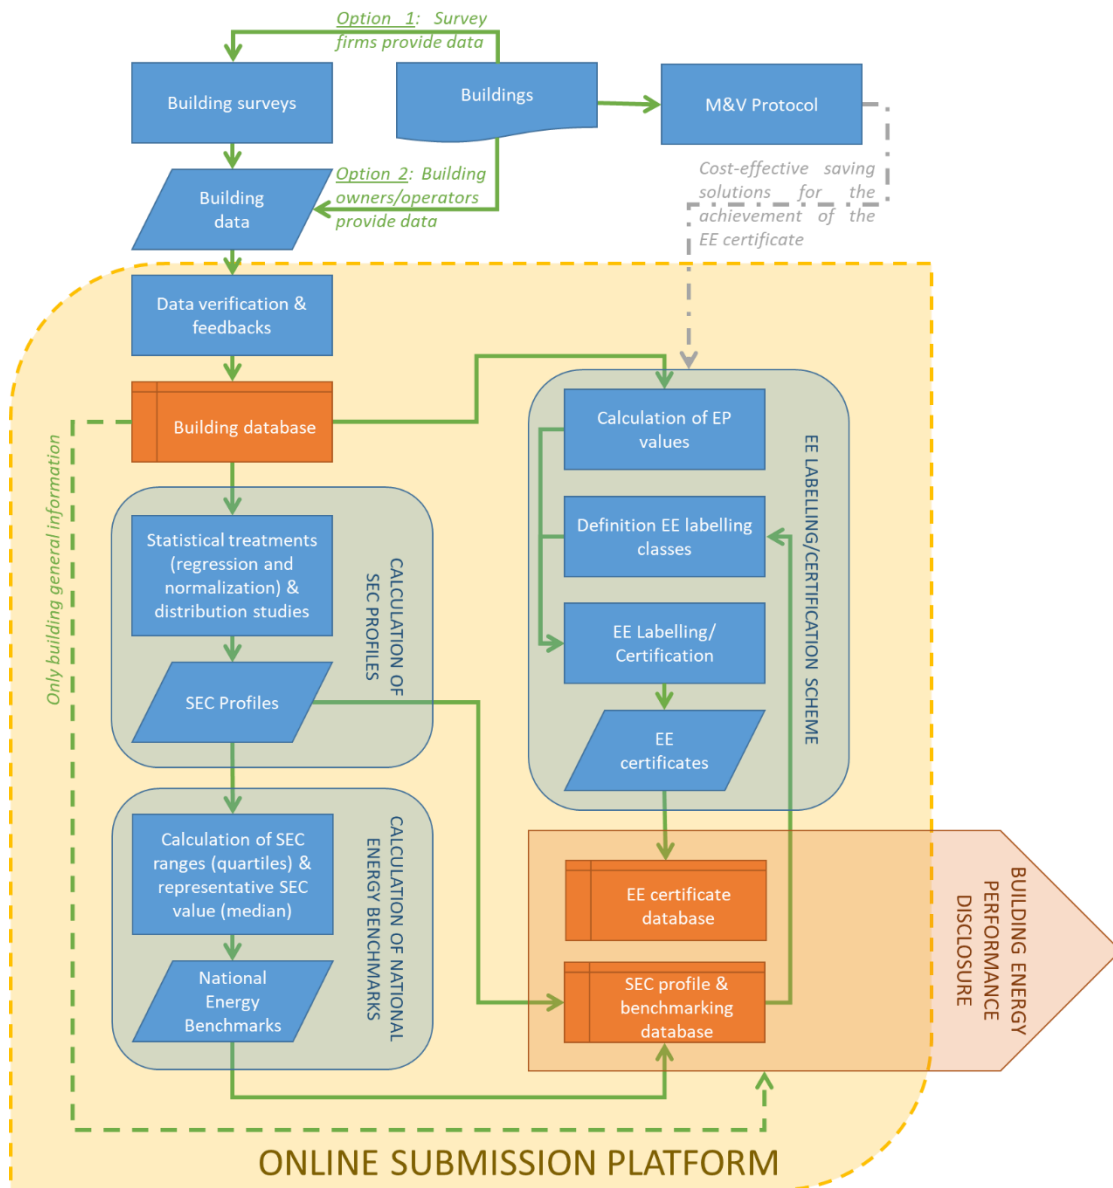 Option 1: Survey
firms provide data
Building surveys
Buildings
M&V Protocol
Building
data
Option 2: Building
owners/operators
provide data
Cost-effective saving
solutions for the
achievement of the
EE certificate
Data verification &
feedbacks
Building database
Only building general information
Calculation of EP
values
Definition EE labelling
classes
EE Labelling/
Certification
EE
certificates
EE LABELLING/CERTIFICATION SCHEME
Statistical treatments
(regression and
normalization) &
distribution studies
SEC Profiles
CALCULATION OF
SEC PROFILES
Calculation of SEC
ranges (quartiles) &
representative SEC
value (median)
National
Energy
Benchmarks
CALCULATION OF NATIONAL
ENERGY BENCHMARKS
EE certificate
database
SEC profile &
benchmarking
database
BUILDING ENERGY
PERFORMANCE
DISCLOSURE
ONLINE SUBMISSION PLATFORM